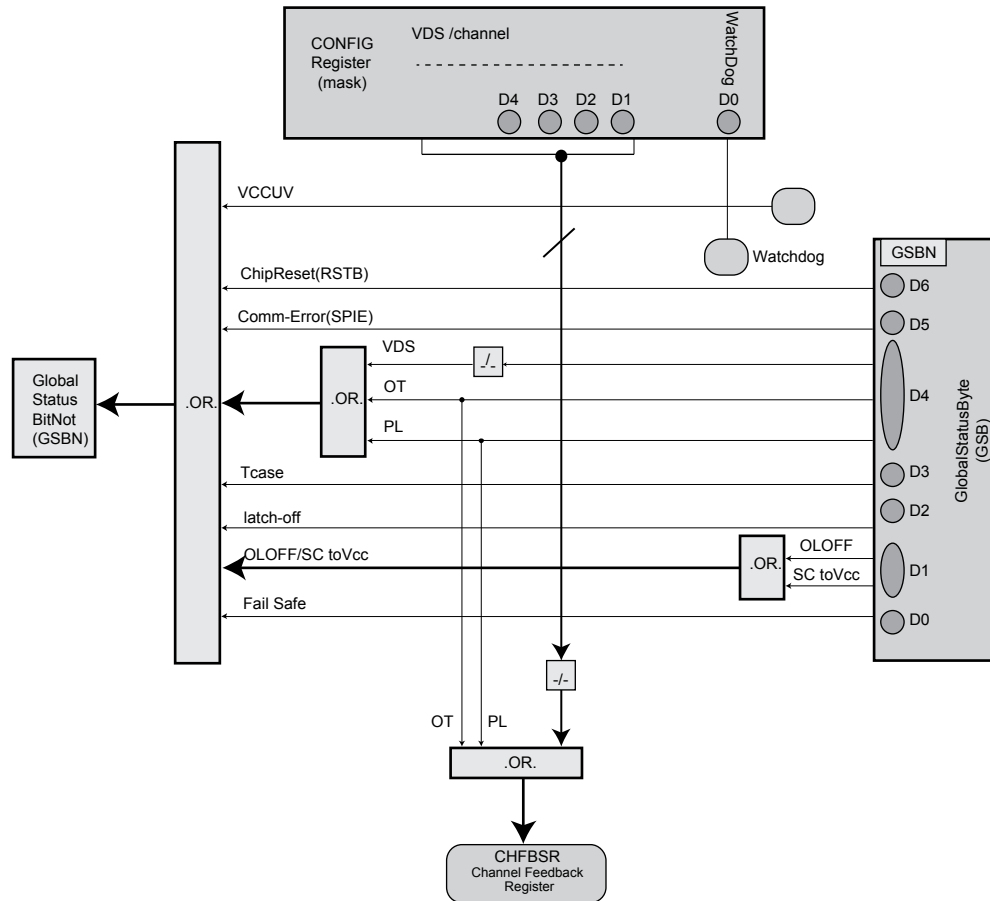 CONFIG
Register
(mask)
VDS /channel
WatchDog
D4
D3
D2
D1
D0
VCCUV
Watchdog
GSBN
ChipReset(RSTB)
D6
Comm-Error(SPIE)
D5
VDS
-/-
Global
Status
BitNot
(GSBN)
.OR.
.OR.
OT
D4
PL
GlobalStatusByte
(GSB)
Tcase
D3
latch-off
D2
OLOFF/SC toVcc
.OR.
OLOFF
SC toVcc
D1
Fail Safe
D0
-/-
OT
PL
.OR.
CHFBSR
Channel Feedback
Register